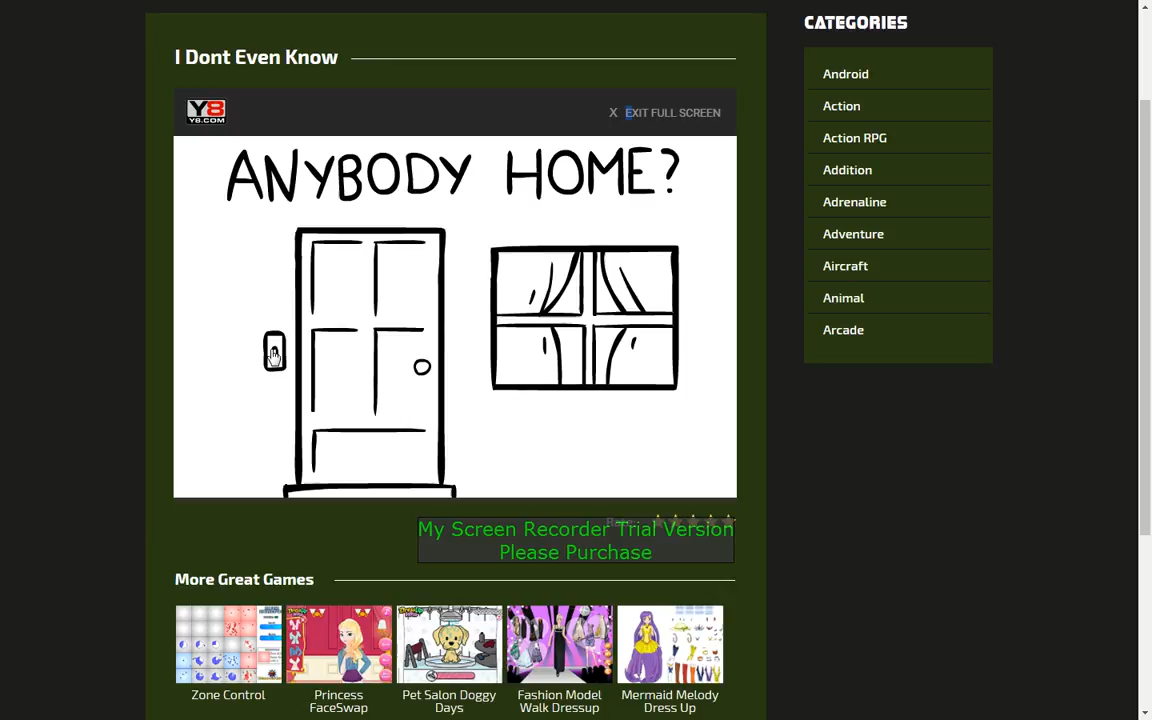 CATEGORIES
I Dont Even Know
Y8
Y8.COM
X EXIT FULL SCREEN
ANYBODY HOME?
Android
Action
Action RPG
Addition
Adrenaline
Adventure
Aircraft
Animal
Arcade
Rate:
My Screen Recorder Trial Version
Please Purchase
More Great Games
Zone Control
Princess
FaceSwap
Pet Salon Doggy
Days
Fashion Model
Walk Dressup
Mermaid Melody
Dress Up